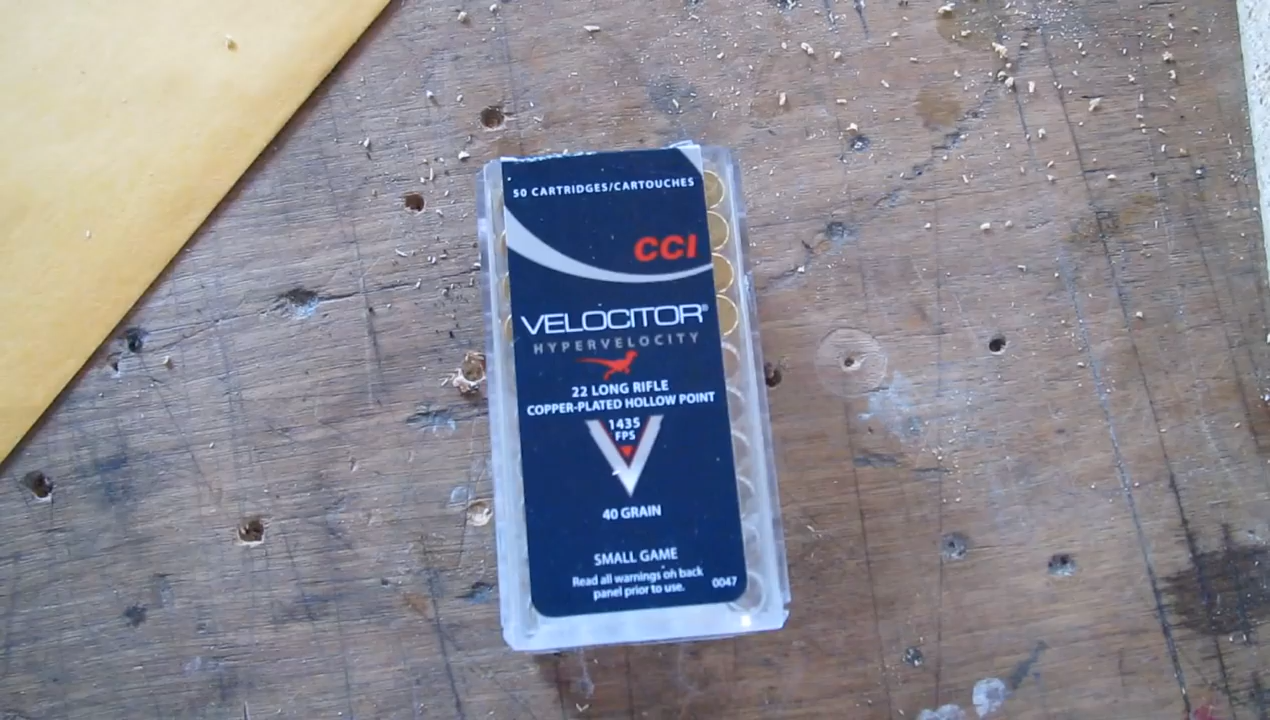 50 CARTRIDGES/CARTOUCHES
CCI
VELOCITOR®
HYPERVELOCITY
22 LONG RIFLE
COPPER-PLATED HOLLOW POINT
1435
FPS
40 GRAIN
SMALL GAME
Read all warnings on back
panel prior to use.
0047